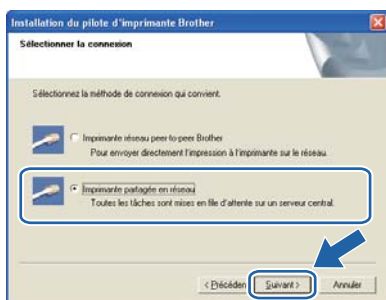 Installation du pilote d'imprimante Brother
Sélectionner la connexion
Sélectionnez la méthode de connexion qui convient.
Imprimante réseau peer-to-peer Brother
Pour envoyer directement l'impression à l'imprimante sur le réseau.
Imprimante partagée en réseau
Toutes les tâches sont mises en file d'attente sur un serveur central.
< Précéden Suivant > Annuler